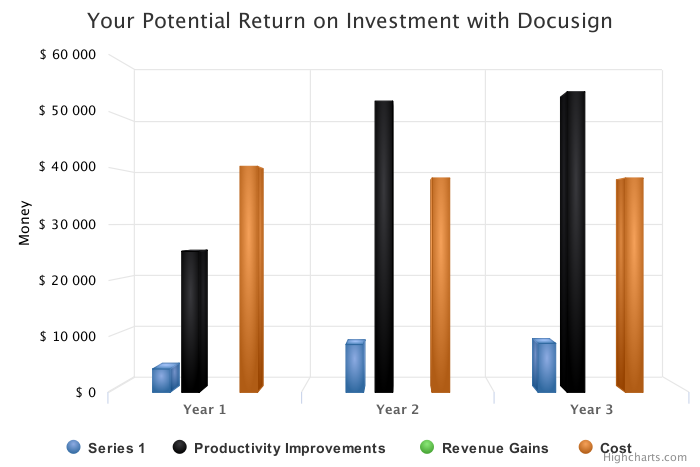 Your Potential Return on Investment with Docusign
$ 60 000
$ 50 000
$ 40 000
$ 30 000
$ 20 000
$ 10 000
$ 0
Money
Year 1 Year 2 Year 3
Series 1 Productivity Improvements Revenue Gains Cost
Highcharts.com